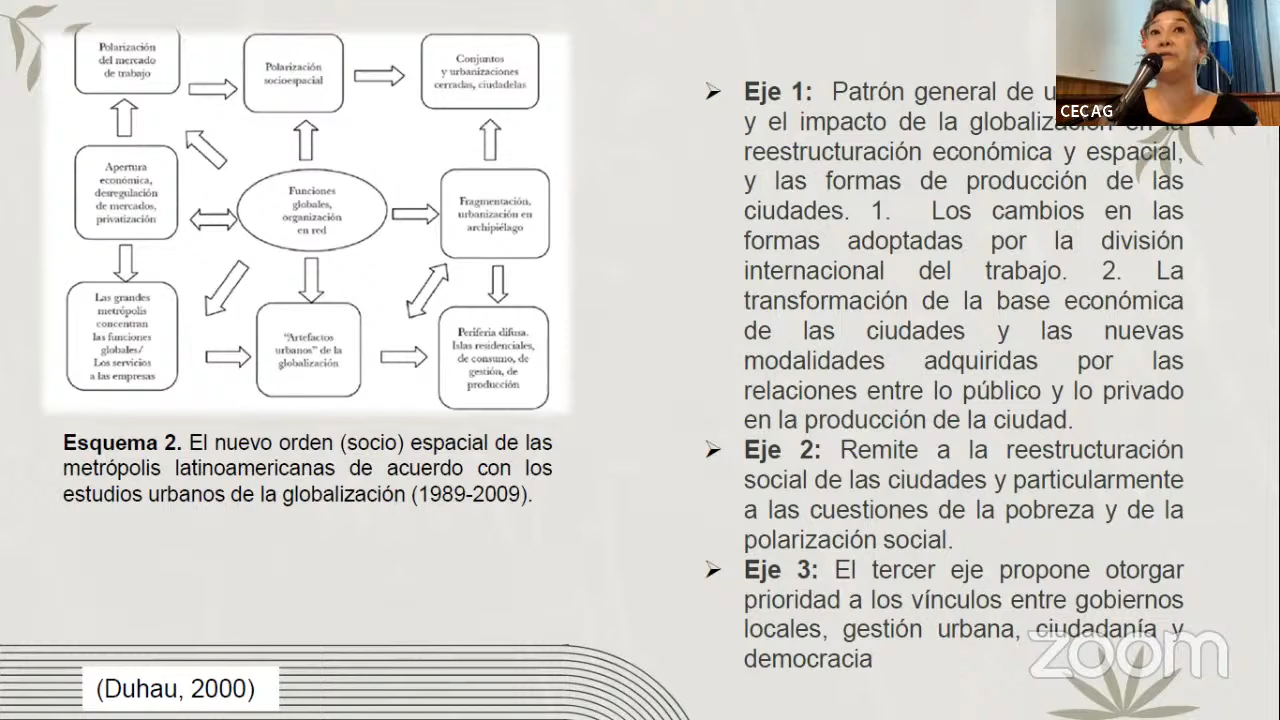 Polarización
del mercado
de trabajo
Polarización
socioespacial
Conjuntos
y urbanizaciones
cerradas, ciudadelas
Apertura
económica,
desregulación
de mercados,
privatización
Funciones
globales,
organización
en red
Fragmentación,
urbanización en
archipiélago
Las grandes
metrópolis
concentran
las funciones
globales/
Los servicios
a las empresas
"Artefactos
urbanos" de la
globalización
Periferia difusa.
Islas residenciales,
de consumo, de
gestión, de
producción
Esquema 2. El nuevo orden (socio) espacial de las
metrópolis latinoamericanas de acuerdo con los
estudios urbanos de la globalización (1989-2009).
(Duhau, 2000)
CECAG
Eje 1: Patrón general de
y el impacto de la globalización en la
reestructuración económica y espacial,
y las formas de producción de las
ciudades. 1. Los cambios en las
formas adoptadas por la división
internacional del trabajo. 2. La
transformación de la base económica
de las ciudades y las nuevas
modalidades adquiridas por las
relaciones entre lo público y lo privado
en la producción de la ciudad.
Eje 2: Remite a la reestructuración
social de las ciudades y particularmente
a las cuestiones de la pobreza y de la
polarización social.
Eje 3: El tercer eje propone otorgar
prioridad a los vínculos entre gobiernos
locales, gestión urbana, ciudadanía y
democracia
zoom